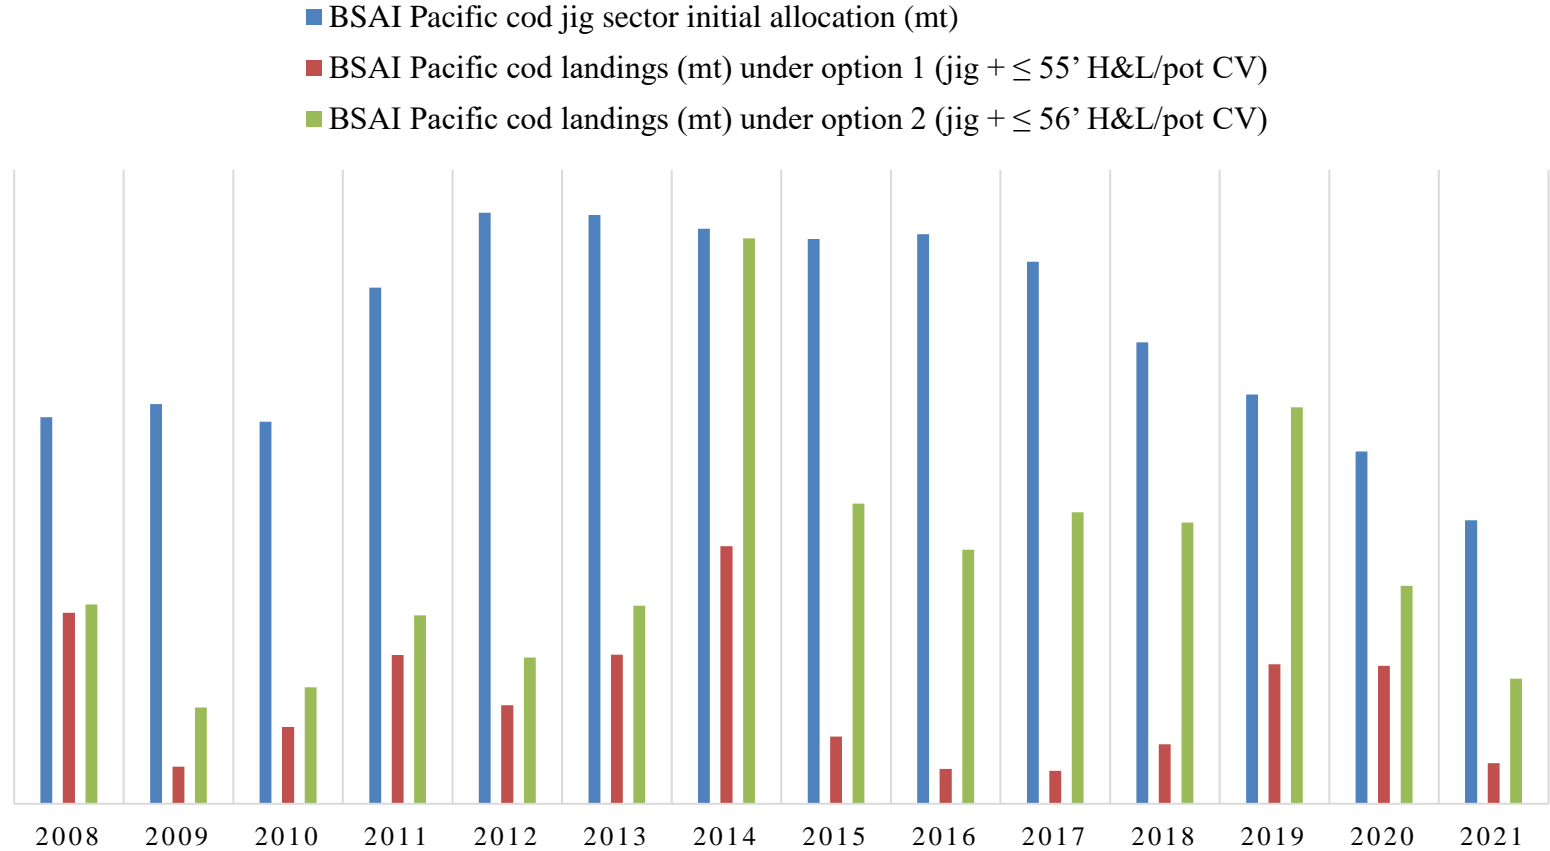 BSAI Pacific cod jig sector initial allocation (mt)
BSAI Pacific cod landings (mt) under option 1 (jig + ≤ 55’ H&L/pot CV)
BSAI Pacific cod landings (mt) under option 2 (jig + ≤ 56’ H&L/pot CV)
2008 2009 2010 2011 2012 2013 2014 2015 2016 2017 2018 2019 2020 2021